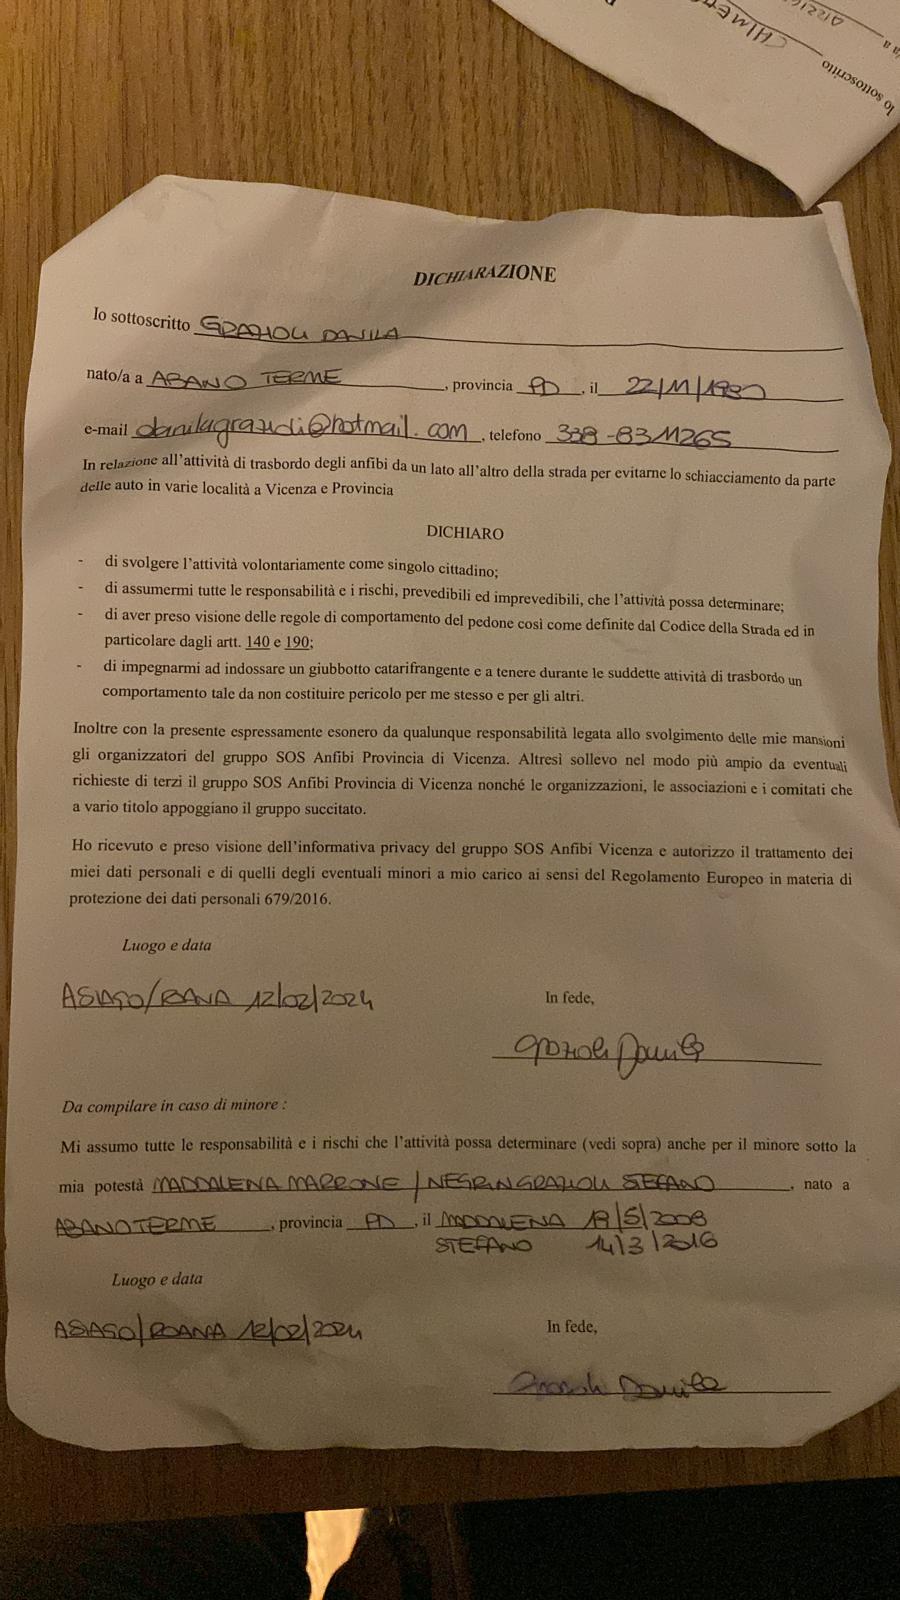 lo sottoscritto
DICHIARAZIONE
Io sottoscritto GRAZIOLI DANILA
nato/a a ABANO TERME, provincia PD, il 22/11/1980
e-mail danilagrazioli@hotmail.com, telefono 338-8311265
In relazione all'attività di trasbordo degli anfibi da un lato all'altro della strada per evitarne lo schiacciamento da parte
delle auto in varie località a Vicenza e Provincia
DICHIARO
- di svolgere l'attività volontariamente come singolo cittadino;
- di assumermi tutte le responsabilità e i rischi, prevedibili ed imprevedibili, che l'attività possa determinare;
- di aver preso visione delle regole di comportamento del pedone così come definite dal Codice della Strada ed in
particolare dagli artt. 140 e 190;
- di impegnarmi ad indossare un giubbotto catarifrangente e a tenere durante le suddette attività di trasbordo un
comportamento tale da non costituire pericolo per me stesso e per gli altri.
Inoltre con la presente espressamente esonero da qualunque responsabilità legata allo svolgimento delle mie mansioni
gli organizzatori del gruppo SOS Anfibi Provincia di Vicenza. Altresì sollevo nel modo più ampio da eventuali
richieste di terzi il gruppo SOS Anfibi Provincia di Vicenza nonché le organizzazioni, le associazioni e i comitati che
a vario titolo appoggiano il gruppo succitato.
Ho ricevuto e preso visione dell'informativa privacy del gruppo SOS Anfibi Vicenza e autorizzo il trattamento dei
miei dati personali e di quelli degli eventuali minori a mio carico ai sensi del Regolamento Europeo in materia di
protezione dei dati personali 679/2016.
Luogo e data
ASIAGO/ROANA 12/02/2024
In fede,
Grazioli Danila
Da compilare in caso di minore :
Mi assumo tutte le responsabilità e i rischi che l'attività possa determinare (vedi sopra) anche per il minore sotto la
mia potestà MADDALENA MARRONE / NEGRIN GRAZIOLI STEFANO, nato a
ABANO TERME, provincia PD, il MADDALENA 19/5/2008
STEFANO 14/3/2016
Luogo e data
ASIAGO/ROANA 12/02/2024
In fede,
Grazioli Danila